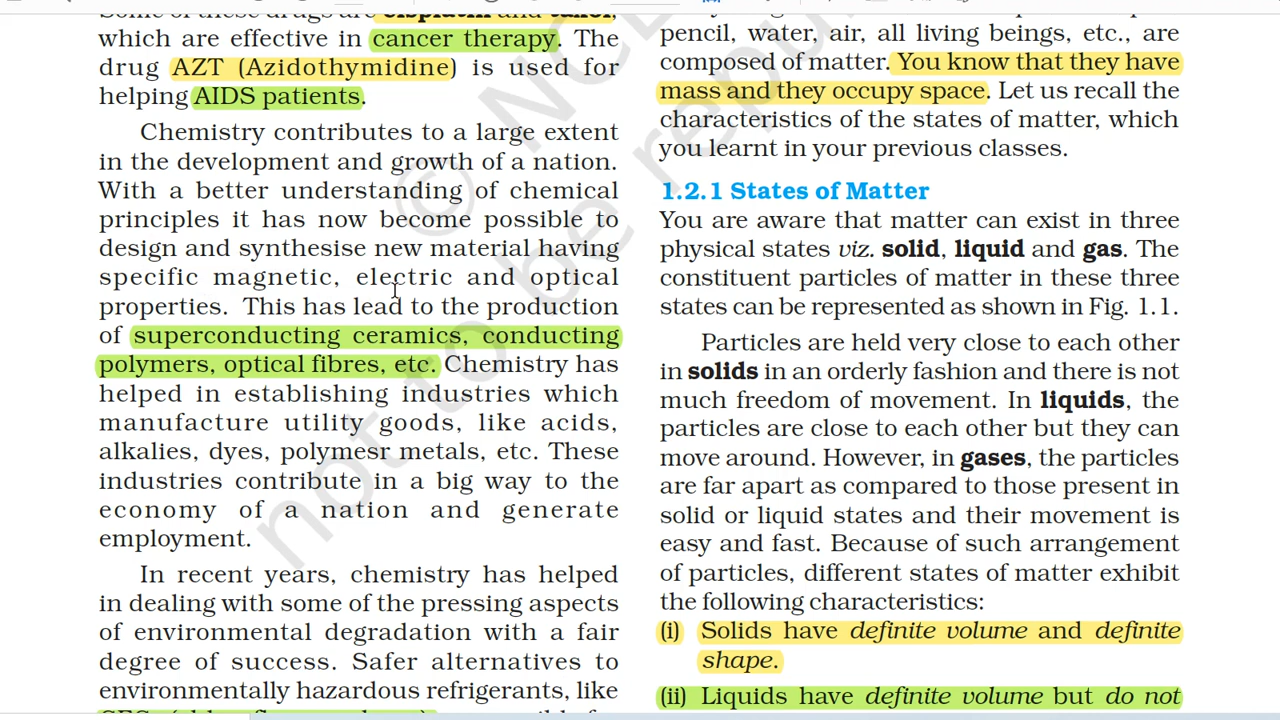 Some of these drugs are cisplatin and taxol,
which are effective in cancer therapy. The
drug AZT (Azidothymidine) is used for
helping AIDS patients.
Chemistry contributes to a large extent
in the development and growth of a nation.
With a better understanding of chemical
principles it has now become possible to
design and synthesise new material having
specific magnetic, electric and optical
properties. This has lead to the production
of superconducting ceramics, conducting
polymers, optical fibres, etc. Chemistry has
helped in establishing industries which
manufacture utility goods, like acids,
alkalies, dyes, polymesr metals, etc. These
industries contribute in a big way to the
economy of a nation and generate
employment.
In recent years, chemistry has helped
in dealing with some of the pressing aspects
of environmental degradation with a fair
degree of success. Safer alternatives to
environmentally hazardous refrigerants, like
pencil, water, air, all living beings, etc., are
composed of matter. You know that they have
mass and they occupy space. Let us recall the
characteristics of the states of matter, which
you learnt in your previous classes.
1.2.1 States of Matter
You are aware that matter can exist in three
physical states viz. solid, liquid and gas. The
constituent particles of matter in these three
states can be represented as shown in Fig. 1.1.
Particles are held very close to each other
in solids in an orderly fashion and there is not
much freedom of movement. In liquids, the
particles are close to each other but they can
move around. However, in gases, the particles
are far apart as compared to those present in
solid or liquid states and their movement is
easy and fast. Because of such arrangement
of particles, different states of matter exhibit
the following characteristics:
(i) Solids have definite volume and definite
shape.
(ii) Liquids have definite volume but do not
© NC
not to be repu